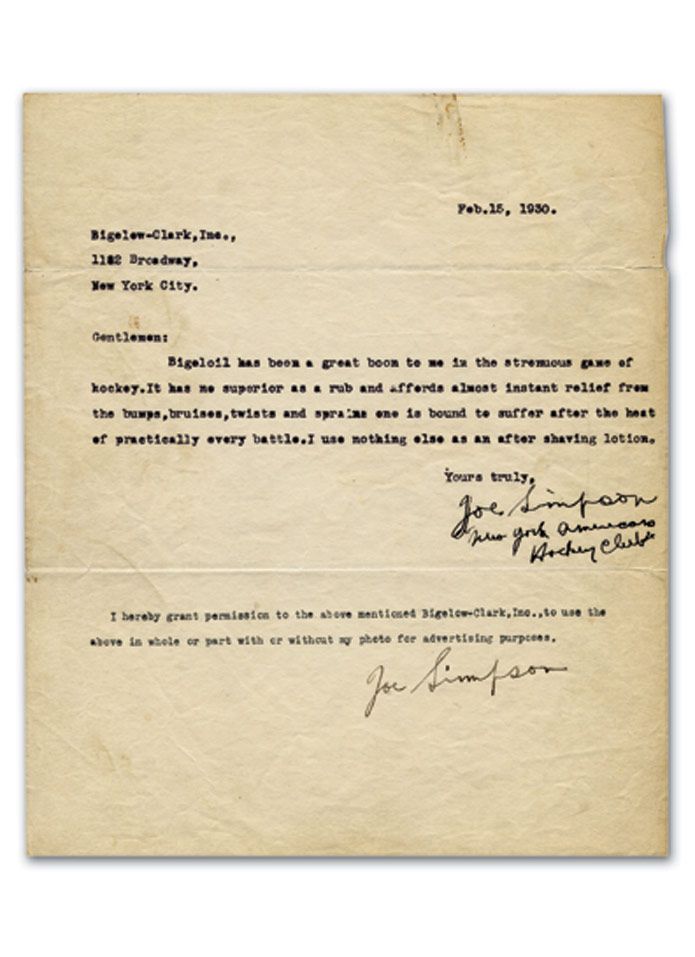 Feb.15, 1930.
Bigelow-Clark,Inc.,
1182 Broadway,
New York City.
Gentlemen:
Bigeloil has been a great boon to me in the strenuous game of
hockey.It has no superior as a rub and affords almost instant relief from
the bumps,bruises,twists and sprains one is bound to suffer after the heat
of practically every battle.I use nothing else as an after shaving lotion.
Yours truly,
Joe Simpson
New York Americans
Hockey Club
I hereby grant permission to the above mentioned Bigelow-Clark,Inc.,to use the
above in whole or part with or without my photo for advertising purposes.
Joe Simpson